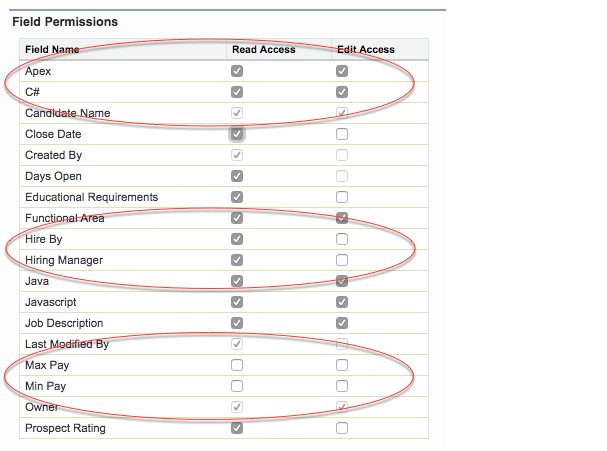 Field Permissions
Field Name Read Access Edit Access
Apex
C#
Candidate Name
Close Date
Created By
Days Open
Educational Requirements
Functional Area
Hire By
Hiring Manager
Java
Javascript
Job Description
Last Modified By
Max Pay
Min Pay
Owner
Prospect Rating